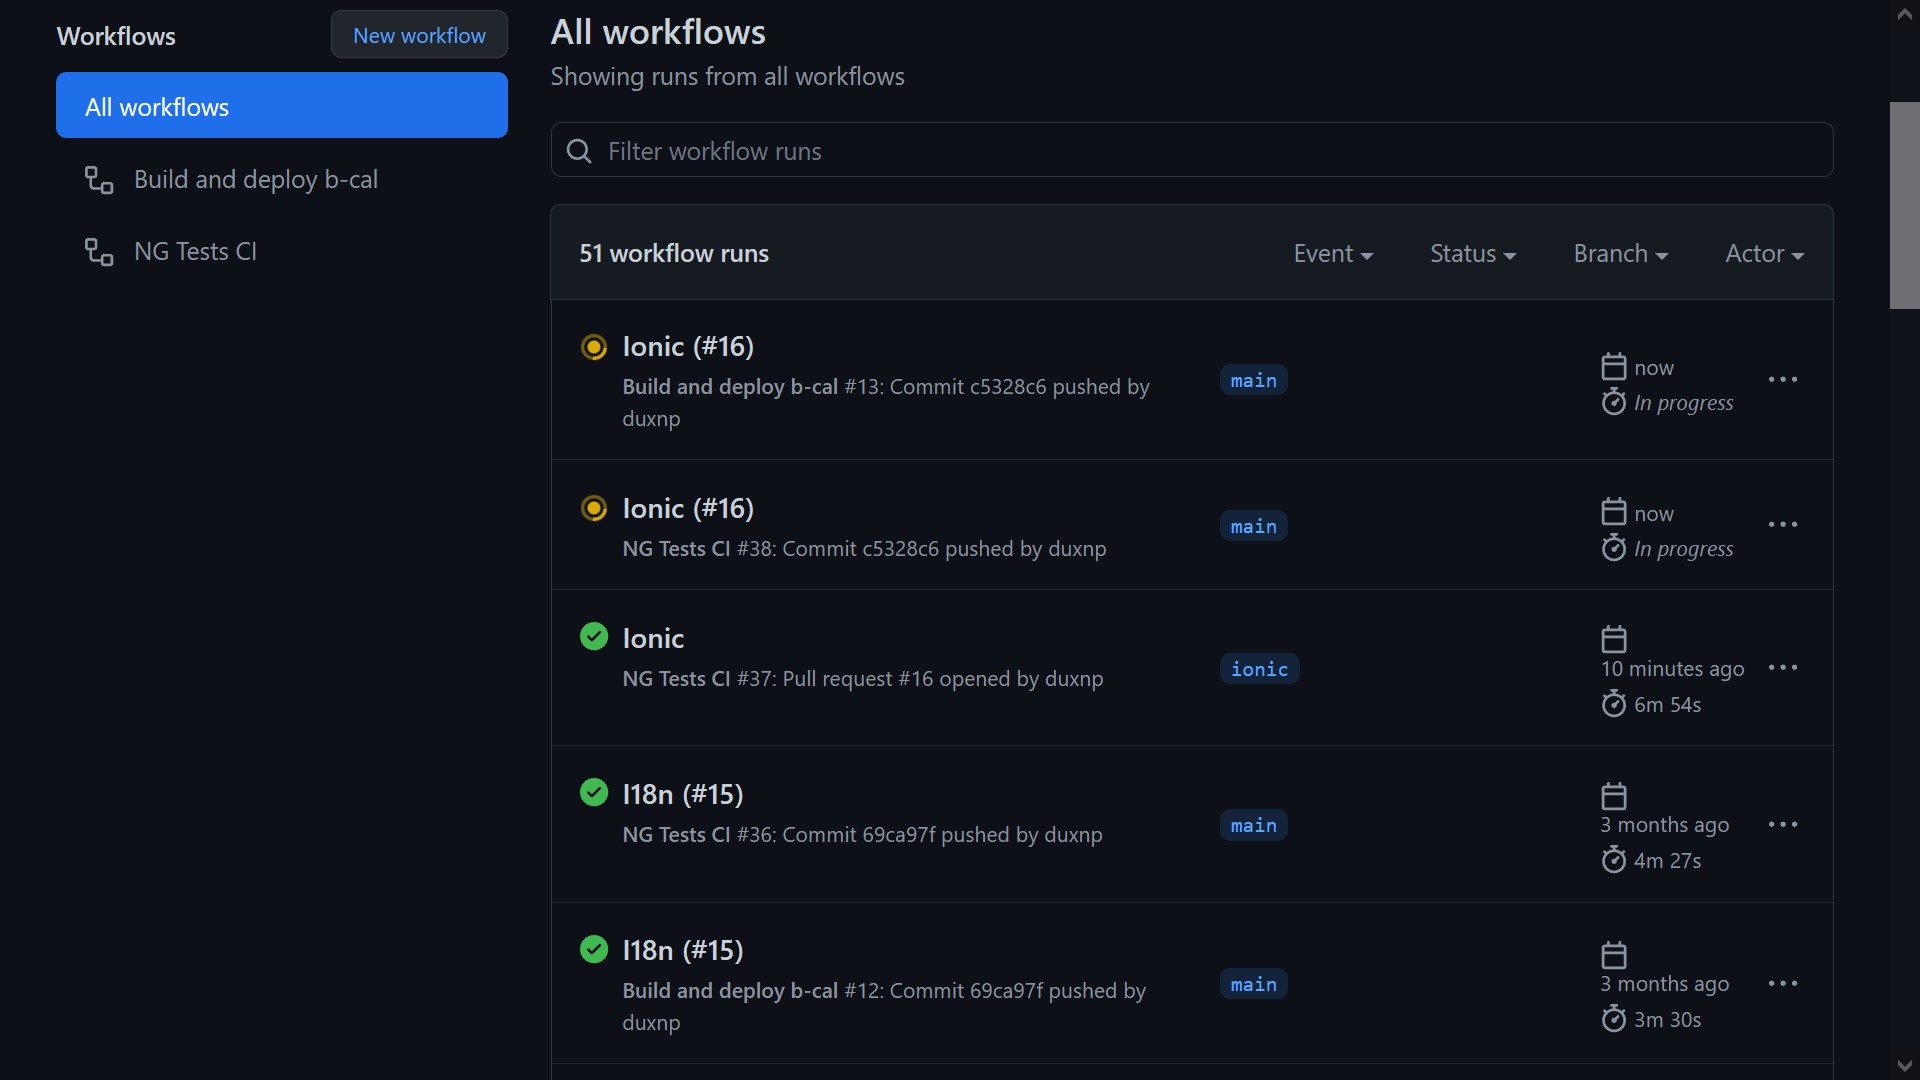 Workflows
New workflow
All workflows
Build and deploy b-cal
NG Tests CI
All workflows
Showing runs from all workflows
Filter workflow runs
51 workflow runs
Event
Status
Branch
Actor
Ionic (#16)
Build and deploy b-cal #13: Commit c5328c6 pushed by
duxnp
main
now
In progress
Ionic (#16)
NG Tests CI #38: Commit c5328c6 pushed by duxnp
main
now
In progress
Ionic
NG Tests CI #37: Pull request #16 opened by duxnp
ionic
10 minutes ago
6m 54s
I18n (#15)
NG Tests CI #36: Commit 69ca97f pushed by duxnp
main
3 months ago
4m 27s
I18n (#15)
Build and deploy b-cal #12: Commit 69ca97f pushed by
duxnp
main
3 months ago
3m 30s